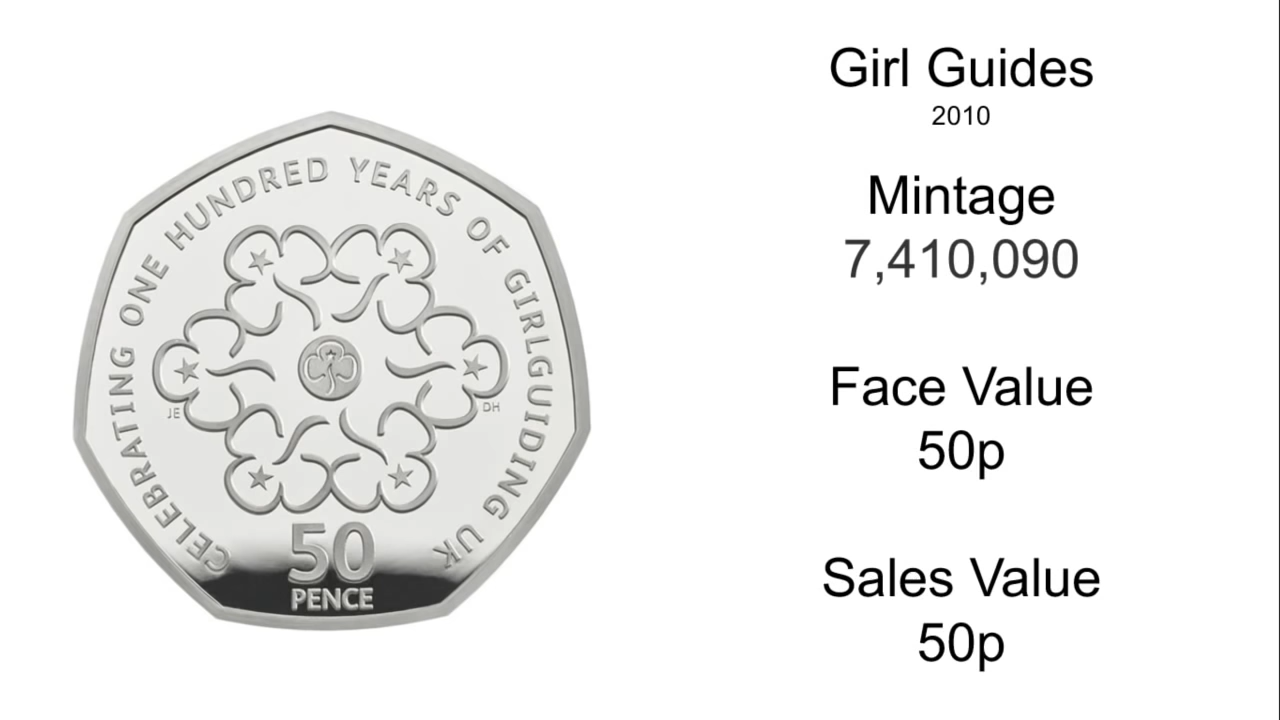 CELEBRATING ONE HUNDRED YEARS OF GIRLGUIDING UK
JE
DH
50
PENCE
Girl Guides
2010
Mintage
7,410,090
Face Value
50p
Sales Value
50p